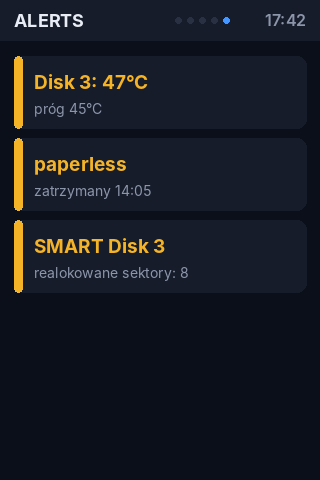 ALERTS 17:42
Disk 3: 47°C
próg 45°C
paperless
zatrzymany 14:05
SMART Disk 3
realokowane sektory: 8